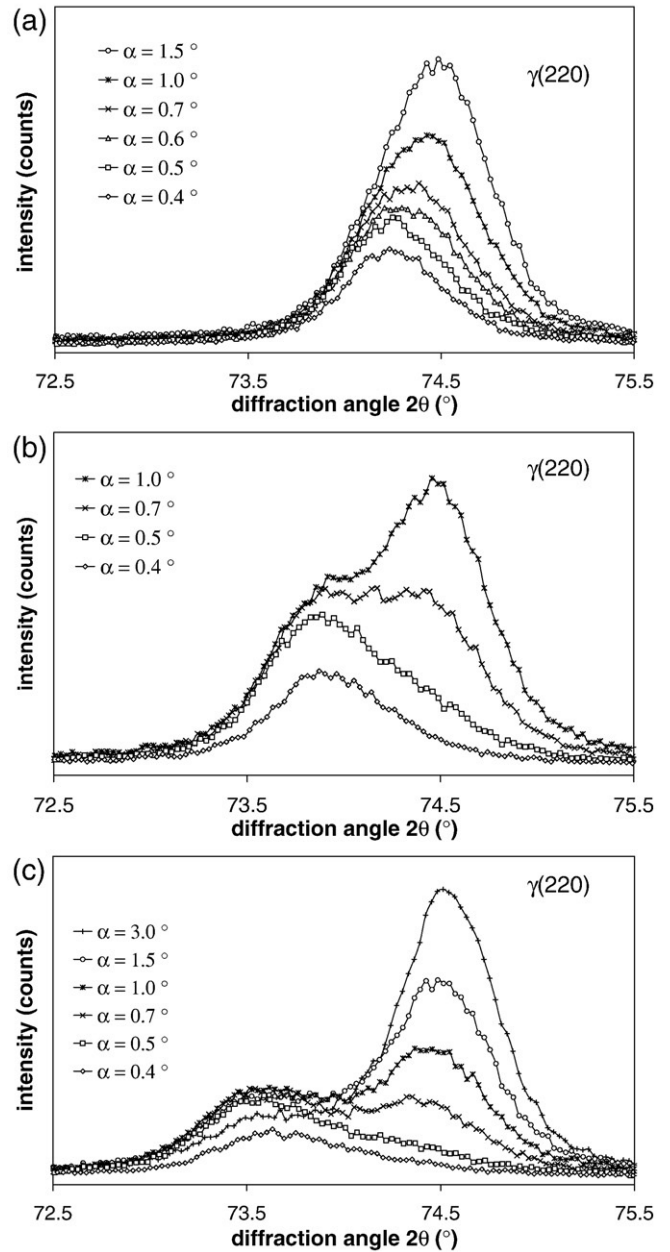 (a)
α = 1.5 °
α = 1.0 °
α = 0.7 °
α = 0.6 °
α = 0.5 °
α = 0.4 °
γ(220)
intensity (counts)
72.5 73.5 74.5 75.5
diffraction angle 2θ (°)
(b)
α = 1.0 °
α = 0.7 °
α = 0.5 °
α = 0.4 °
γ(220)
intensity (counts)
72.5 73.5 74.5 75.5
diffraction angle 2θ (°)
(c)
α = 3.0 °
α = 1.5 °
α = 1.0 °
α = 0.7 °
α = 0.5 °
α = 0.4 °
γ(220)
intensity (counts)
72.5 73.5 74.5 75.5
diffraction angle 2θ (°)